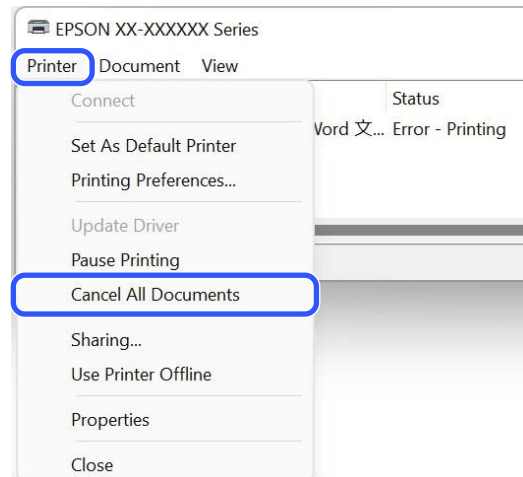 EPSON XX-XXXXXX Series
Printer Document View
Connect
Status
Word 文... Error - Printing
Set As Default Printer
Printing Preferences...
Update Driver
Pause Printing
Cancel All Documents
Sharing...
Use Printer Offline
Properties
Close